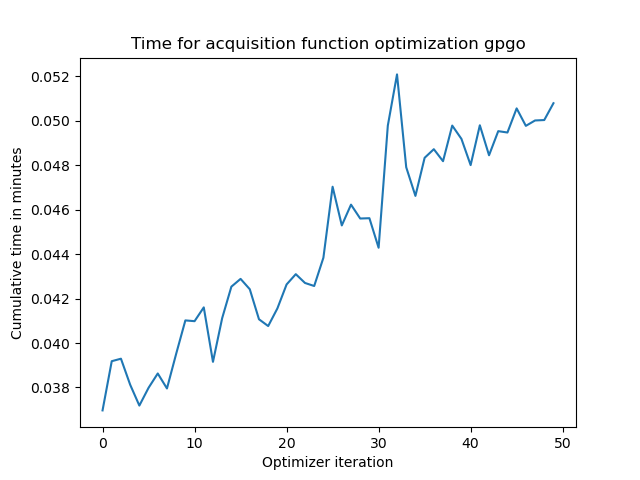 Time for acquisition function optimization gpgo
0.052
0.050
0.048
0.046
0.044
0.042
0.040
0.038
Cumulative time in minutes
0 10 20 30 40 50
Optimizer iteration